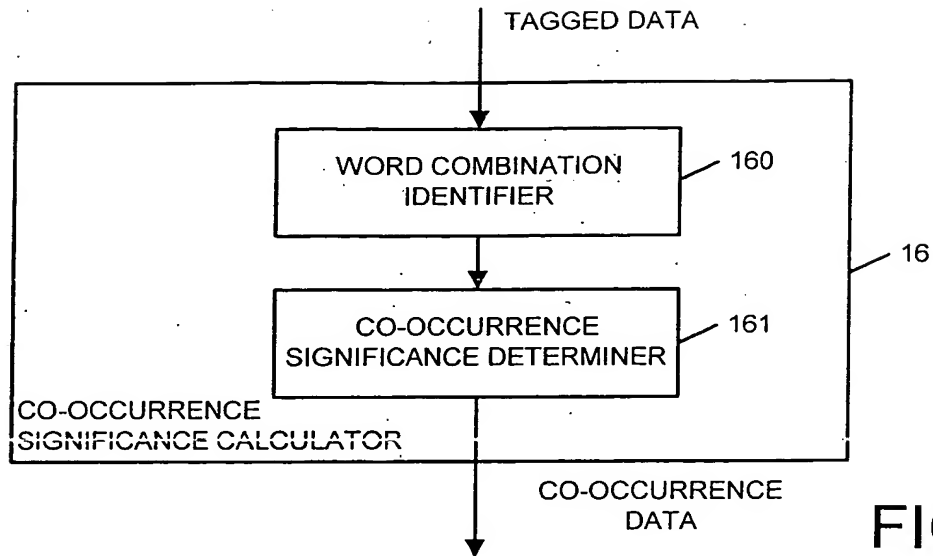 TAGGED DATA
WORD COMBINATION
IDENTIFIER
160
16
CO-OCCURRENCE
SIGNIFICANCE DETERMINER
161
CO-OCCURRENCE
SIGNIFICANCE CALCULATOR
CO-OCCURRENCE
DATA